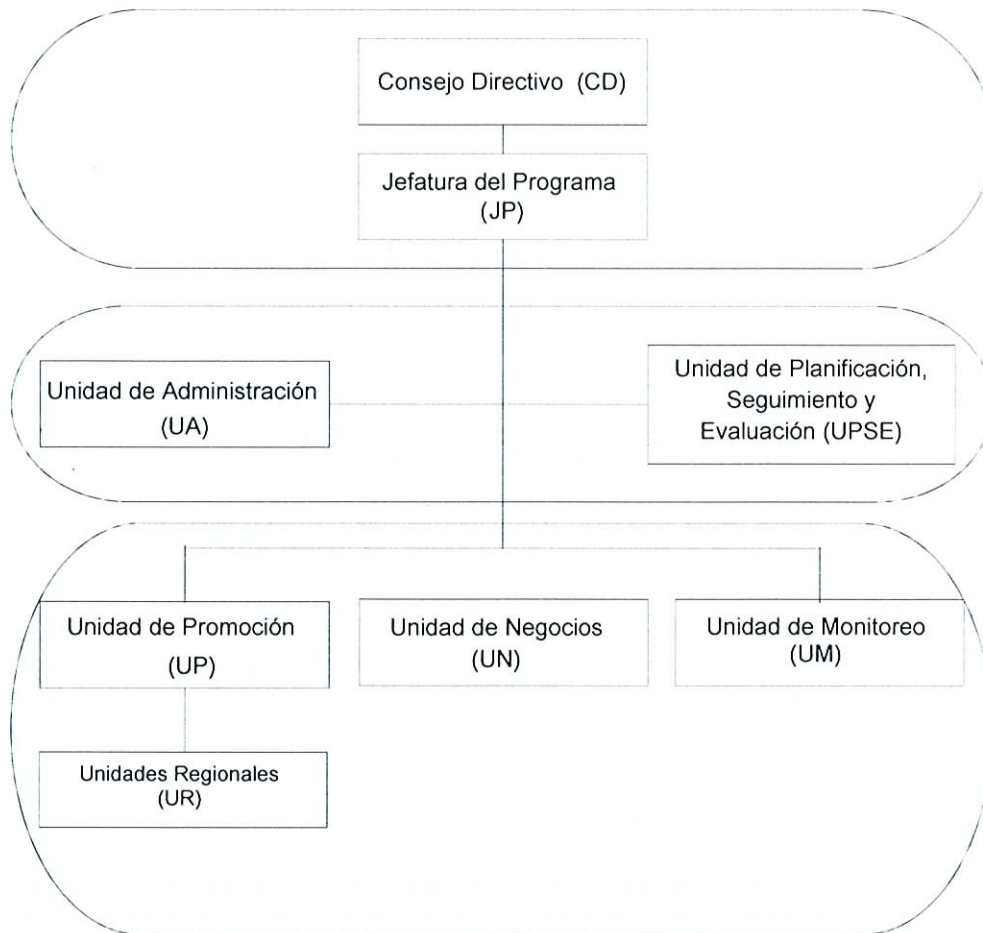 Consejo Directivo (CD)
Jefatura del Programa
(JP)
Unidad de Administración
(UA)
Unidad de Planificación,
Seguimiento y
Evaluación (UPSE)
Unidad de Promoción
(UP)
Unidad de Negocios
(UN)
Unidad de Monitoreo
(UM)
Unidades Regionales
(UR)